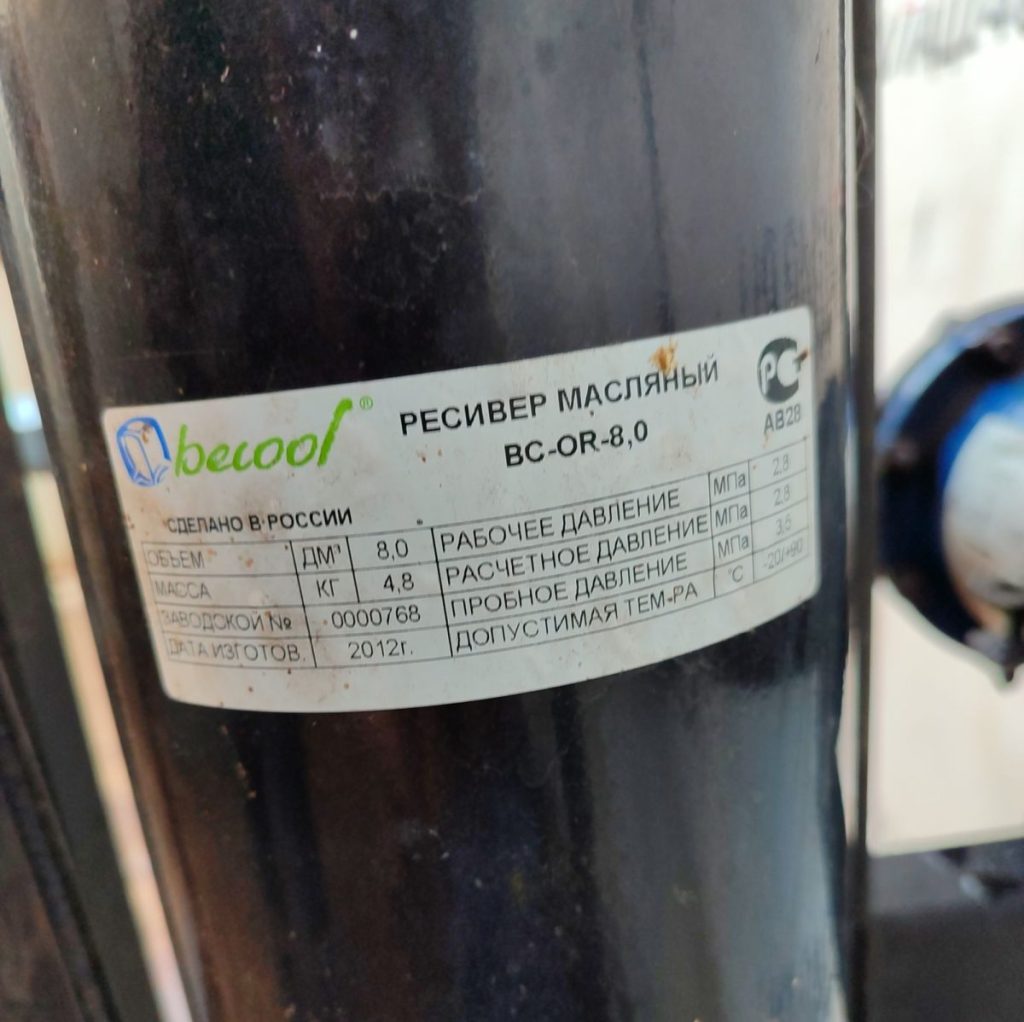 becool®
РЕСИВЕР МАСЛЯНЫЙ
BC-OR-8,0
РС
АВ28
СДЕЛАНО В РОССИИ
ОБЪЕМ ДМ³ 8,0
МАССА КГ 4,8
ЗАВОДСКОЙ № 0000768
ДАТА ИЗГОТОВ. 2012г.
РАБОЧЕЕ ДАВЛЕНИЕ МПа 2,8
РАСЧЕТНОЕ ДАВЛЕНИЕ МПа 2,8
ПРОБНОЕ ДАВЛЕНИЕ МПа 3,5
ДОПУСТИМАЯ ТЕМ-РА °С -20/+90